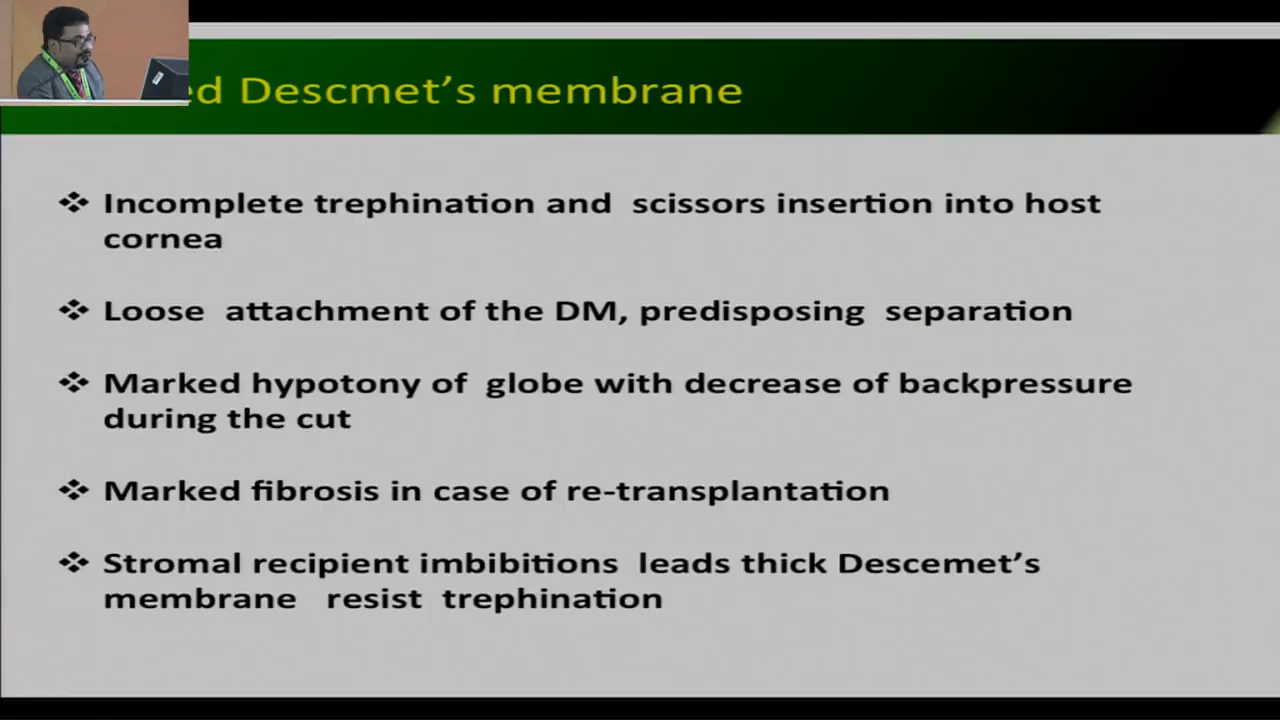 ed Descmet's membrane
❖ Incomplete trephination and scissors insertion into host
cornea
❖ Loose attachment of the DM, predisposing separation
❖ Marked hypotony of globe with decrease of backpressure
during the cut
❖ Marked fibrosis in case of re-transplantation
❖ Stromal recipient imbibitions leads thick Descemet's
membrane resist trephination